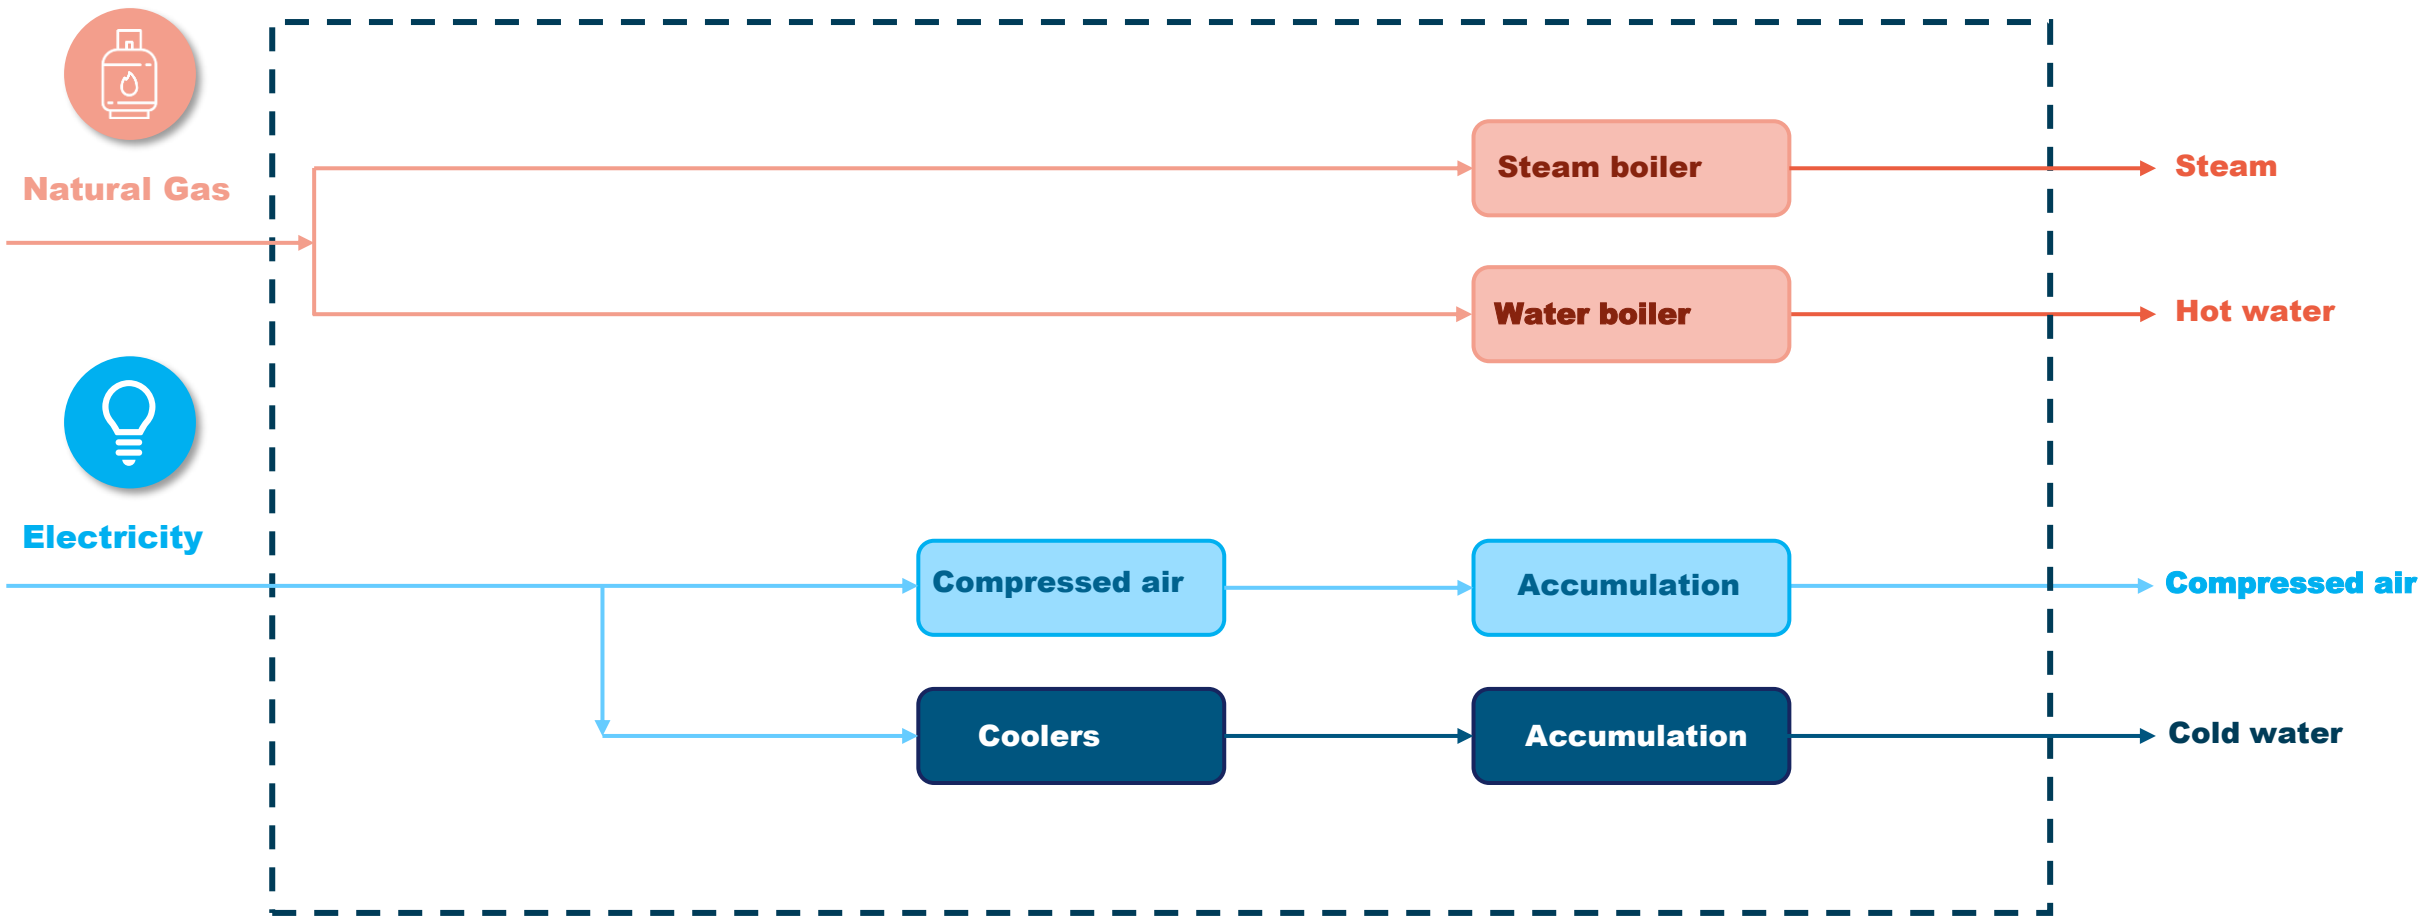 Natural Gas
Steam boiler
Steam
Water boiler
Hot water
Electricity
Compressed air
Accumulation
Compressed air
Coolers
Accumulation
Cold water